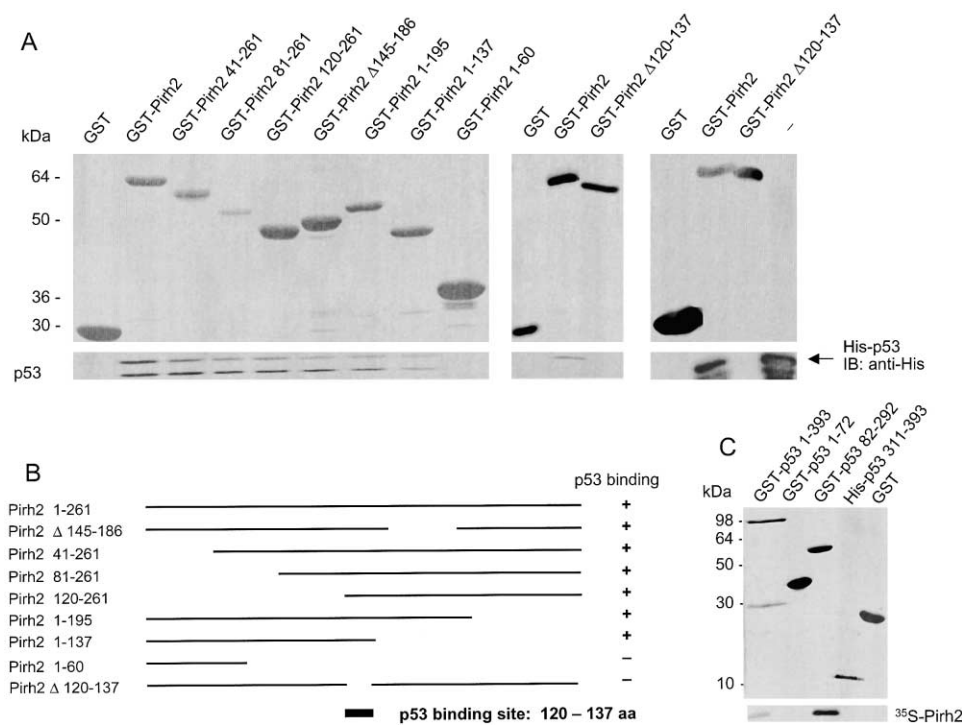 A
GST
GST-Pirh2
GST-Pirh2 41-261
GST-Pirh2 81-261
GST-Pirh2 120-261
GST-Pirh2 Δ145-186
GST-Pirh2 1-195
GST-Pirh2 1-137
GST-Pirh2 1-60
GST
GST-Pirh2
GST-Pirh2 Δ120-137
GST
GST-Pirh2
GST-Pirh2 Δ120-137
-
kDa
64 -
50 -
36 -
30 -
p53
His-p53
IB: anti-His
B
p53 binding
Pirh2 1-261 +
Pirh2 Δ 145-186 +
Pirh2 41-261 +
Pirh2 81-261 +
Pirh2 120-261 +
Pirh2 1-195 +
Pirh2 1-137 +
Pirh2 1-60 –
Pirh2 Δ 120-137 –
p53 binding site: 120 – 137 aa
C
GST-p53 1-393
GST-p53 1-72
GST-p53 82-292
His-p53 311-393
GST
kDa
98 -
64 -
50 -
30 -
10 -
³⁵S-Pirh2